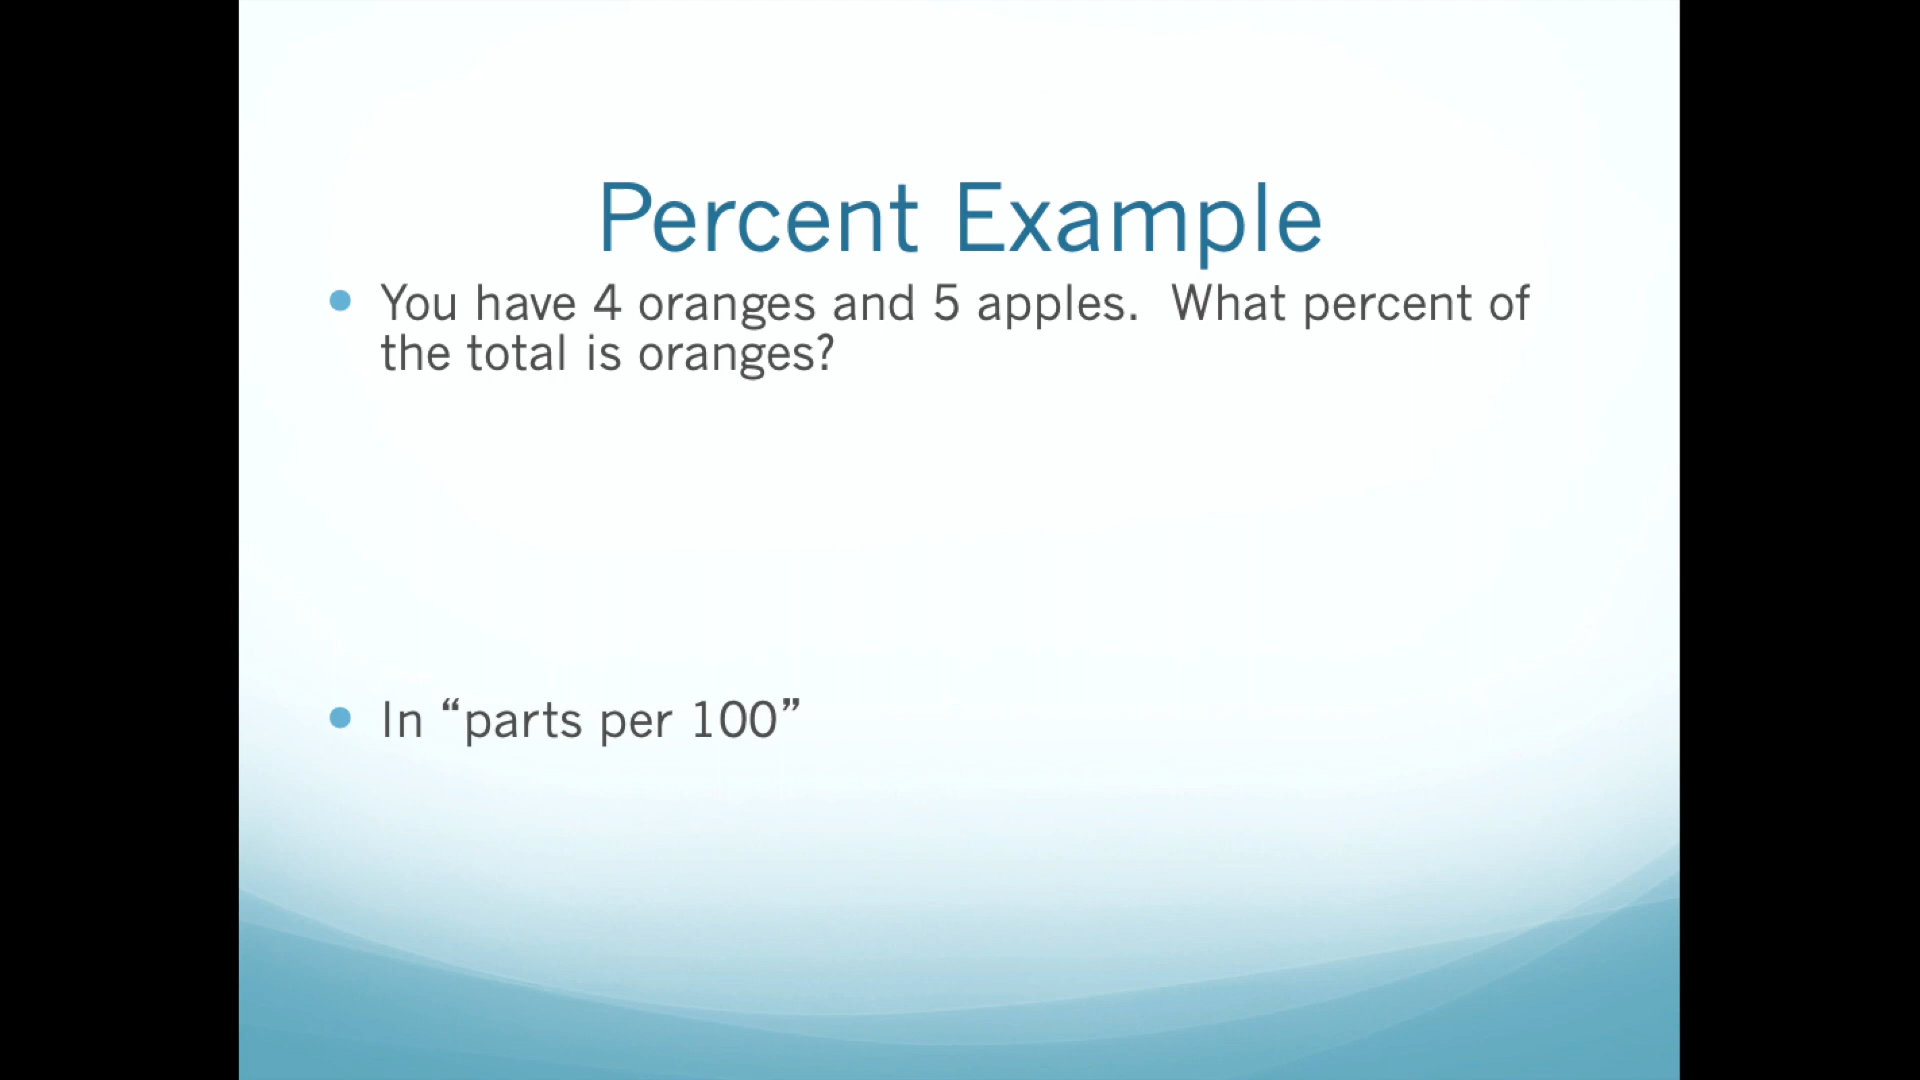 Percent Example
You have 4 oranges and 5 apples.  What percent of
the total is oranges?
In “parts per 100”